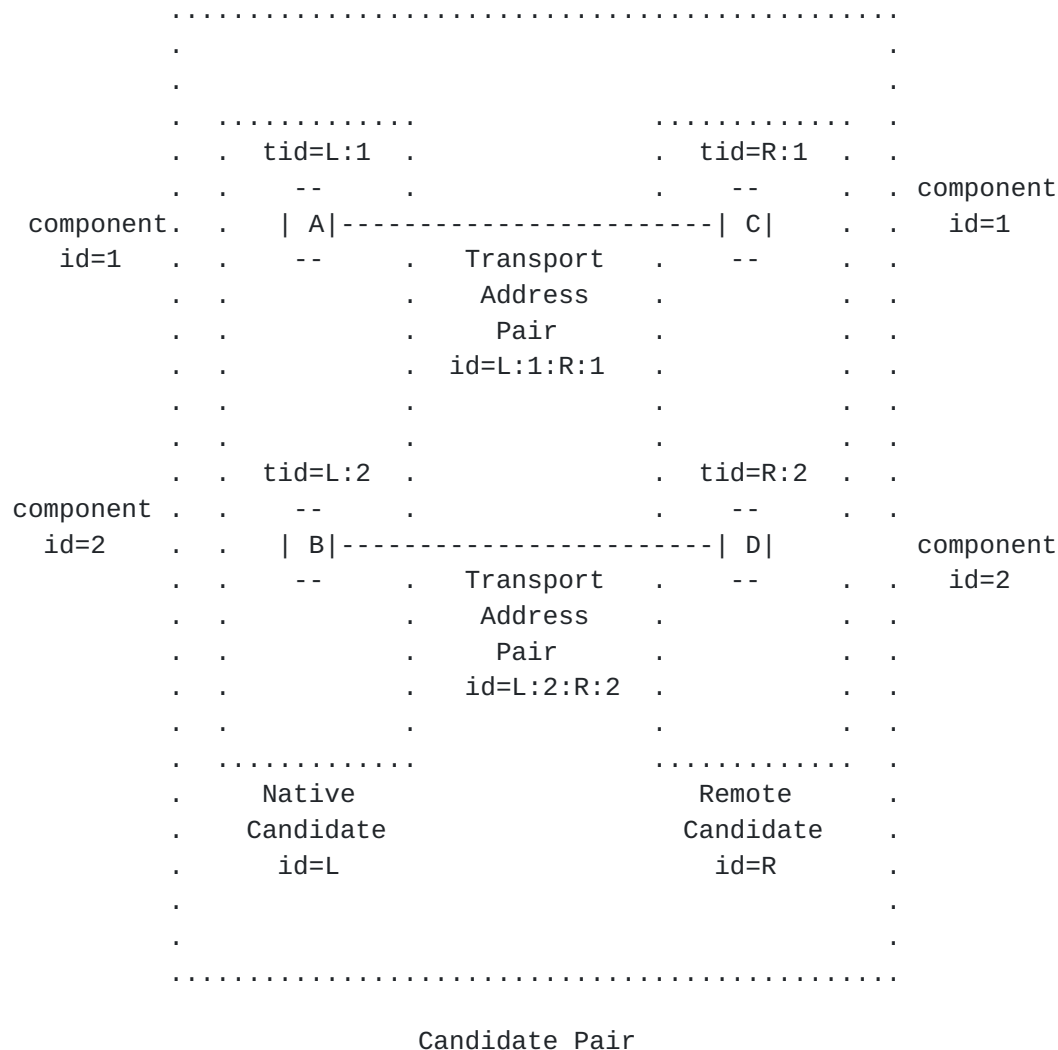 tid=L:1 tid=R:1
-- -- component
component | A|------------------------| C| id=1
id=1 -- Transport --
Address
Pair
id=L:1:R:1
tid=L:2 tid=R:2
component -- --
id=2 | B|------------------------| D| component
-- Transport -- id=2
Address
Pair
id=L:2:R:2
Native Remote
Candidate Candidate
id=L id=R
Candidate Pair